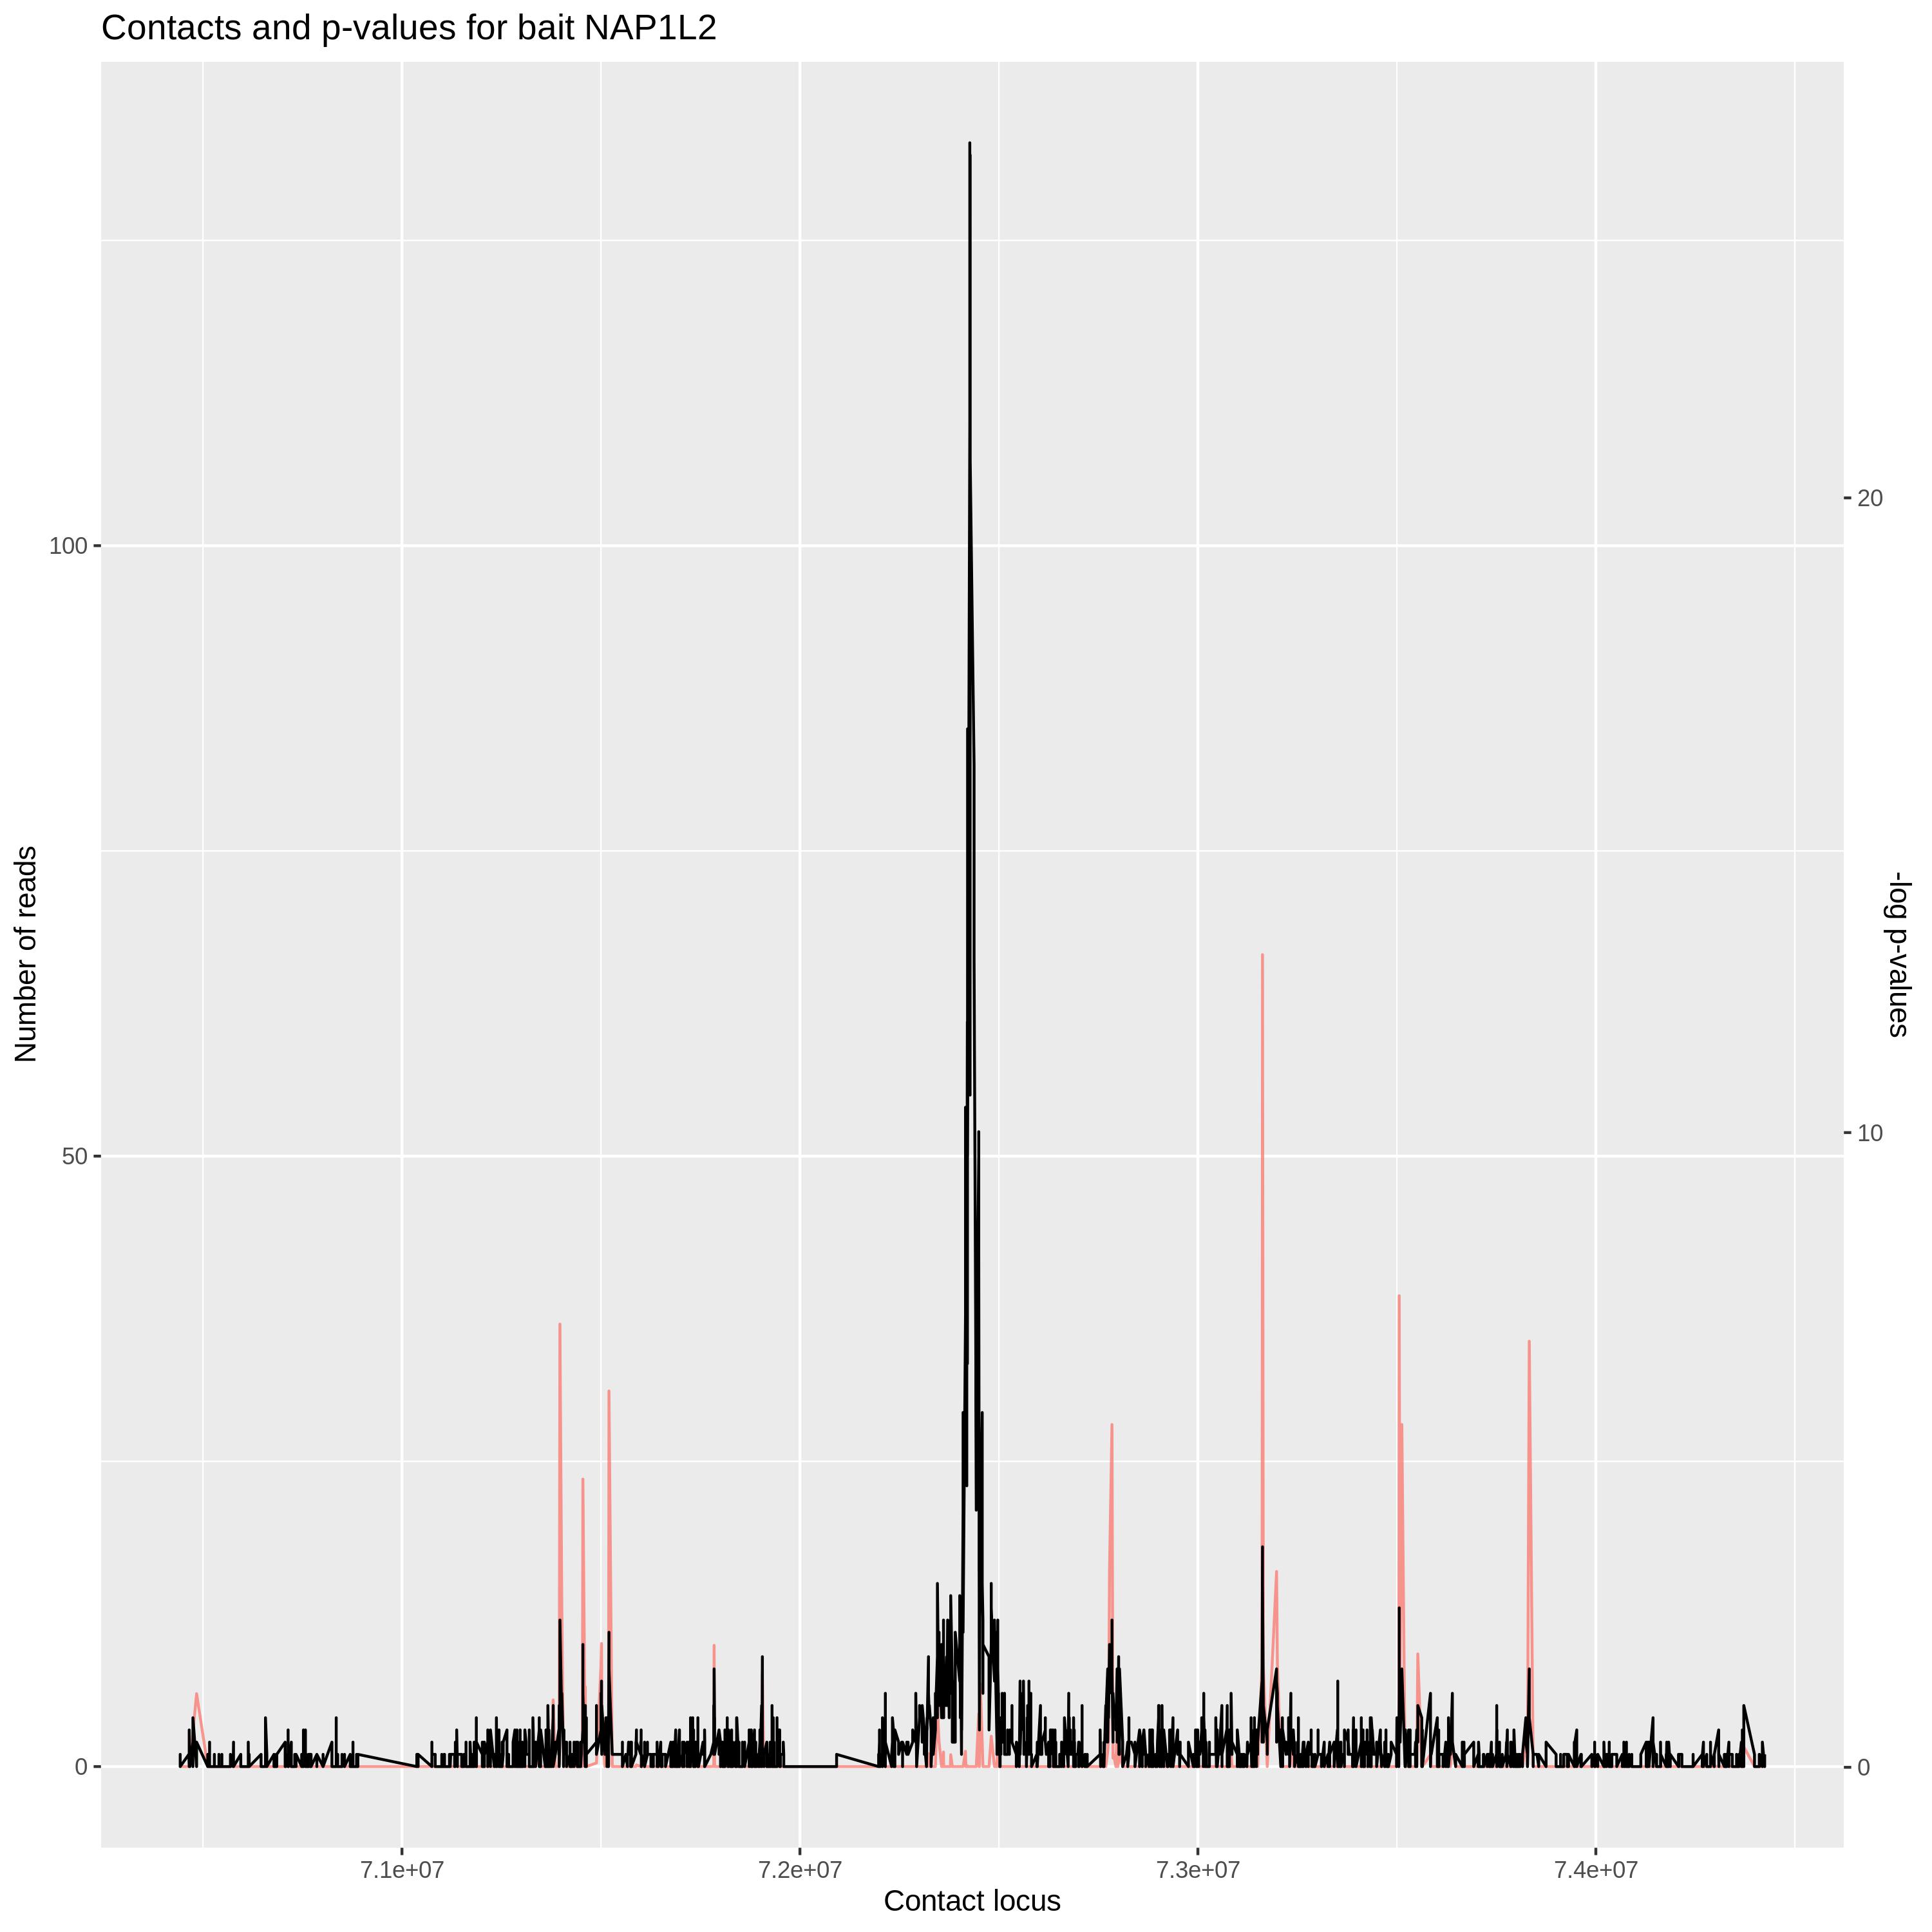 Contacts and p-values for bait NAP1L2
Number of reads
100
50
0
20
10
0
-log p-values
7.1e+07 7.2e+07 7.3e+07 7.4e+07
Contact locus